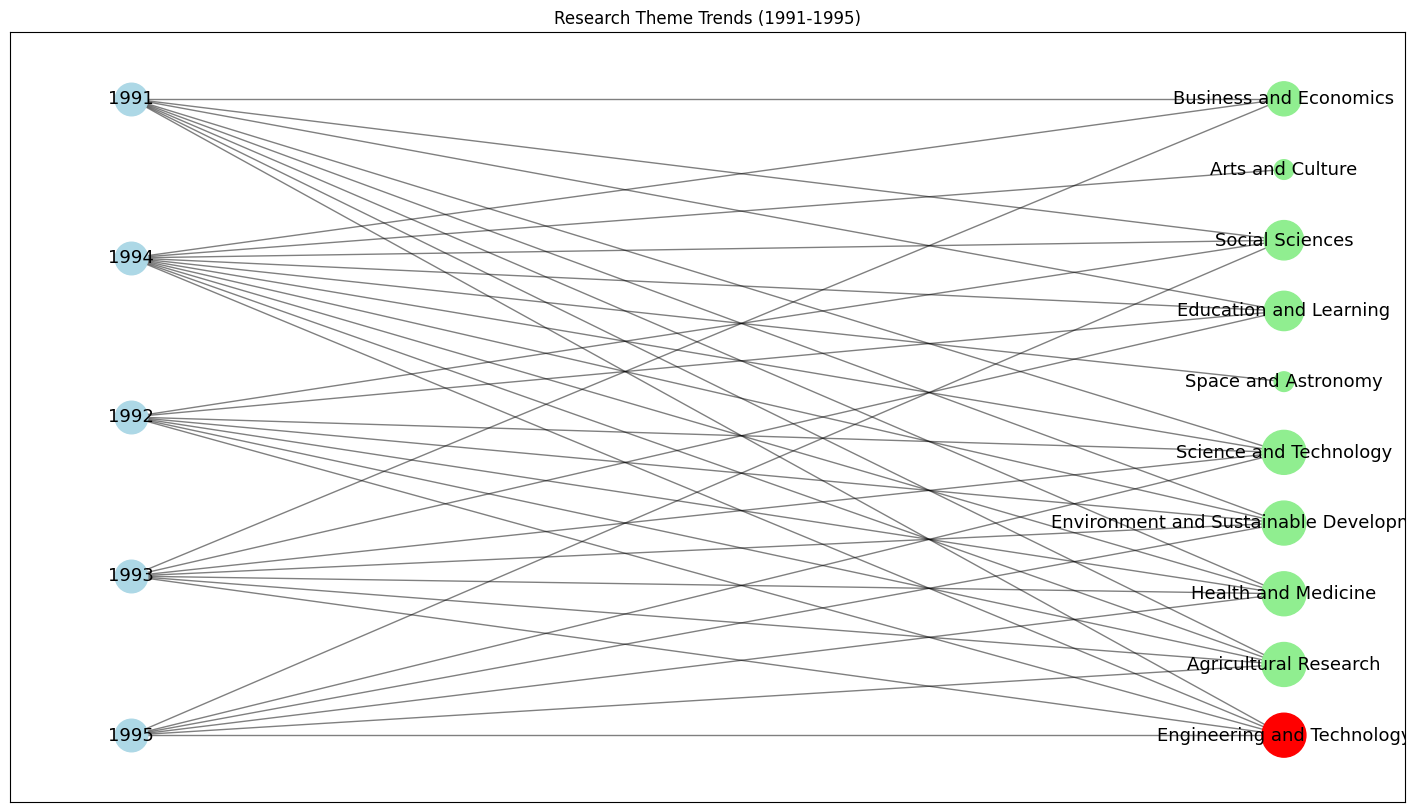 Research Theme Trends (1991-1995)
1991
1994
1992
1993
1995
Business and Economics
Arts and Culture
Social Sciences
Education and Learning
Space and Astronomy
Science and Technology
Environment and Sustainable Developm
Health and Medicine
Agricultural Research
Engineering and Technology